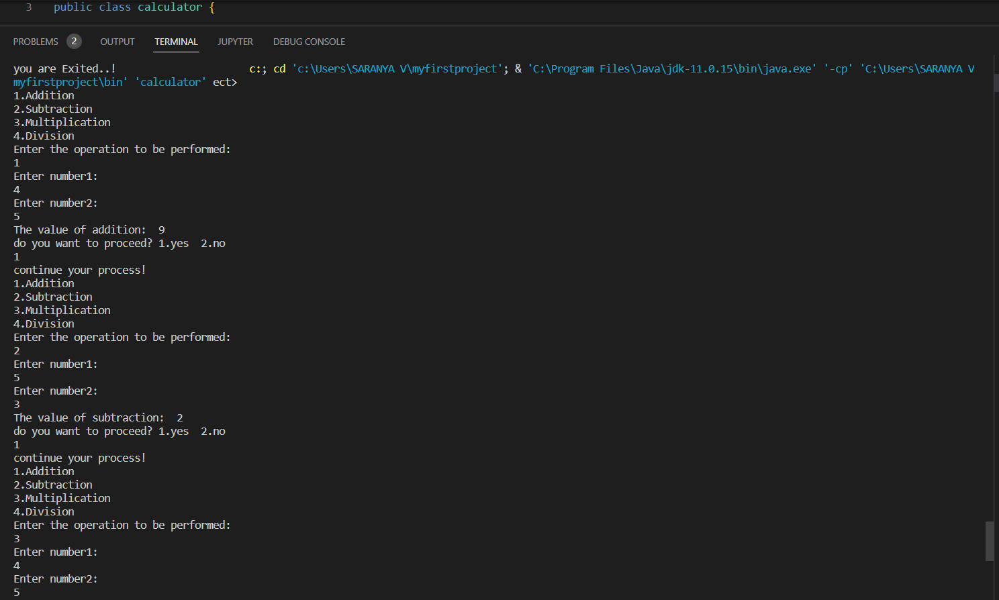 3 public class calculator {
PROBLEMS 2 OUTPUT TERMINAL JUPYTER DEBUG CONSOLE
you are Exited..! c:; cd 'c:\Users\SARANYA V\myfirstproject'; & 'C:\Program Files\Java\jdk-11.0.15\bin\java.exe' '-cp' 'C:\Users\SARANYA V
myfirstproject\bin' 'calculator' ect>
1.Addition
2.Subtraction
3.Multiplication
4.Division
Enter the operation to be performed:
1
Enter number1:
4
Enter number2:
5
The value of addition:  9
do you want to proceed? 1.yes  2.no
1
continue your process!
1.Addition
2.Subtraction
3.Multiplication
4.Division
Enter the operation to be performed:
2
Enter number1:
5
Enter number2:
3
The value of subtraction:  2
do you want to proceed? 1.yes  2.no
1
continue your process!
1.Addition
2.Subtraction
3.Multiplication
4.Division
Enter the operation to be performed:
3
Enter number1:
4
Enter number2:
5